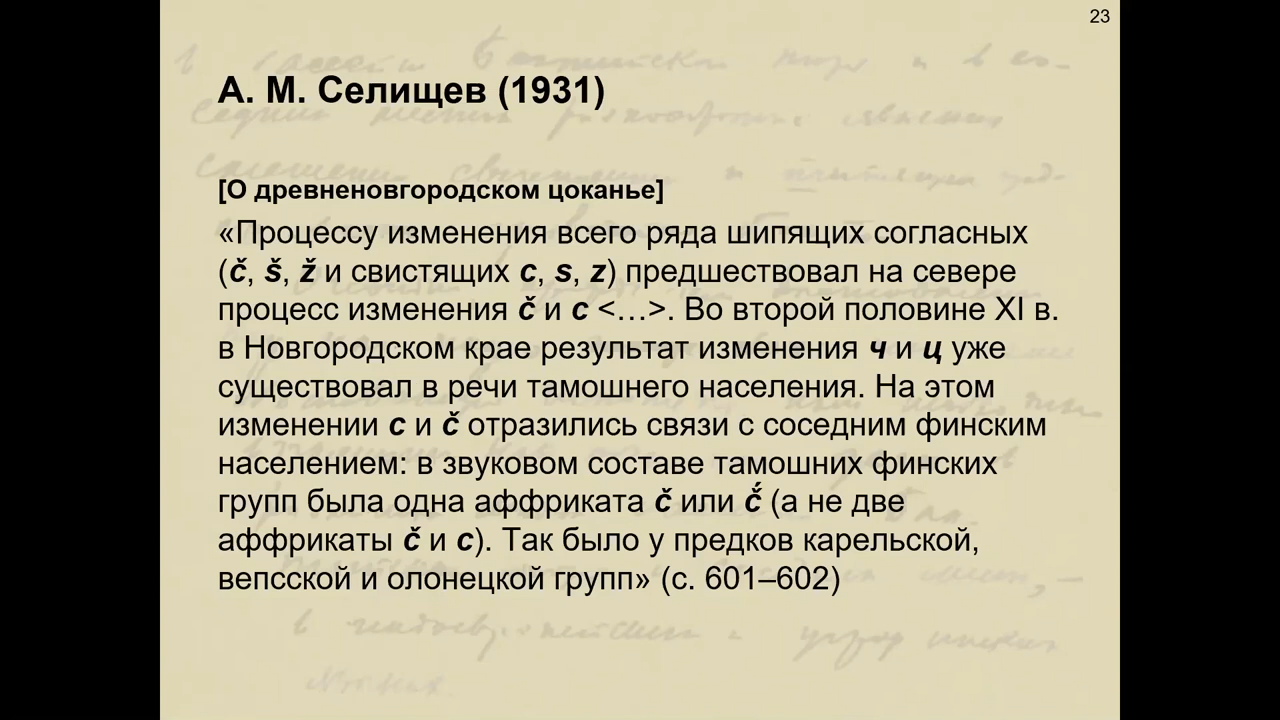 23
А. М. Селищев (1931)
[О древненовгородском цоканье]
«Процессу изменения всего ряда шипящих согласных
(č, š, ž и свистящих c, s, z) предшествовал на севере
процесс изменения č и c <…>. Во второй половине XI в.
в Новгородском крае результат изменения ч и ц уже
существовал в речи тамошнего населения. На этом
изменении c и č отразились связи с соседним финским
населением: в звуковом составе тамошних финских
групп была одна аффриката č или č́ (а не две
аффрикаты č и c). Так было у предков карельской,
вепсской и олонецкой групп» (с. 601–602)